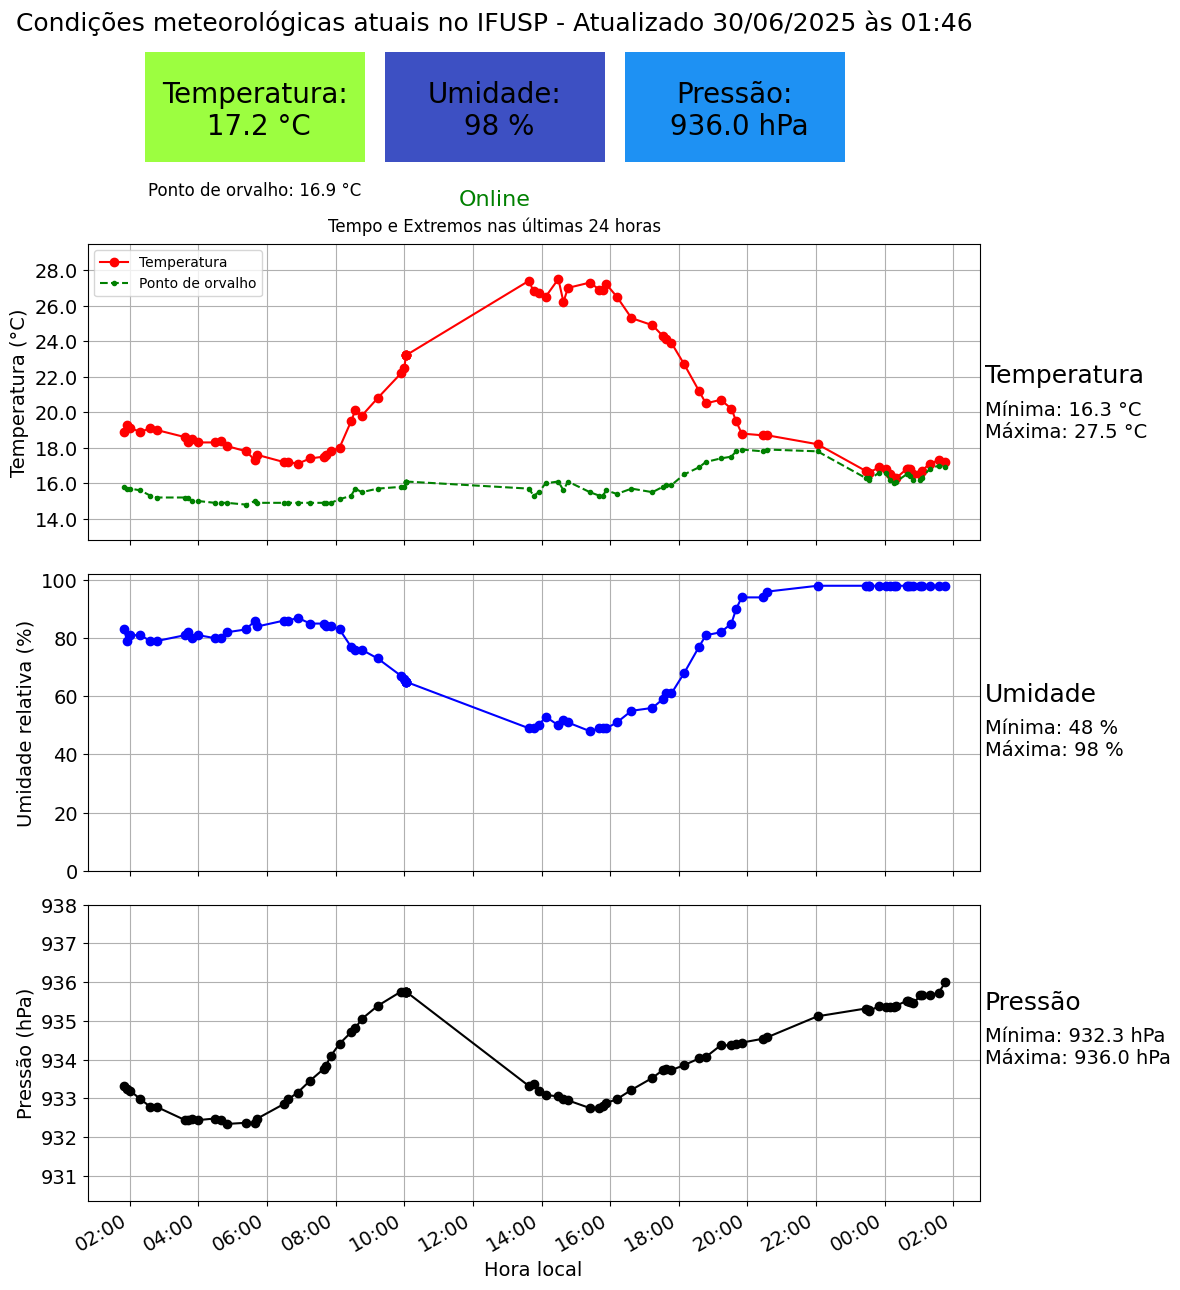 Condições meteorológicas atuais no IFUSP - Atualizado 30/06/2025 às 01:46
Temperatura:
17.2 °C
Umidade:
98 %
Pressão:
936.0 hPa
Ponto de orvalho: 16.9 °C
Online
Tempo e Extremos nas últimas 24 horas
Temperatura
Ponto de orvalho
Temperatura (°C)
28.0
26.0
24.0
22.0
20.0
18.0
16.0
14.0
Temperatura
Mínima: 16.3 °C
Máxima: 27.5 °C
Umidade relativa (%)
100
80
60
40
20
0
Umidade
Mínima: 48 %
Máxima: 98 %
Pressão (hPa)
938
937
936
935
934
933
932
931
Pressão
Mínima: 932.3 hPa
Máxima: 936.0 hPa
02:00 04:00 06:00 08:00 10:00 12:00 14:00 16:00 18:00 20:00 22:00 00:00 02:00
Hora local